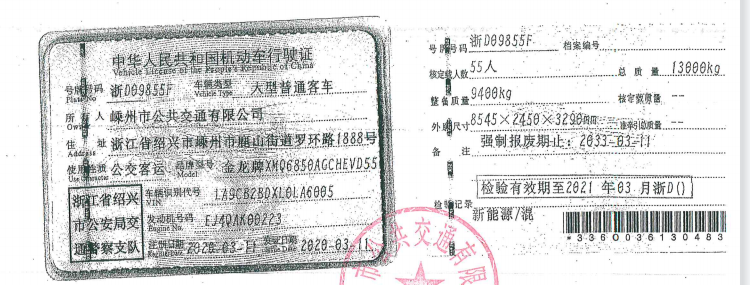 中华人民共和国机动车行驶证
Vehicle License of the People's Republic of China
号牌号码 浙D09855F 车辆类型 大型普通客车
Plate No. Vehicle Type
所有人 嵊州市公共交通有限公司
Owner
住址 浙江省绍兴市嵊州市剡山街道罗环路1888号
Address
使用性质 公交客运 品牌型号 金龙牌XMQ6850AGCHEVD55
Use Character Model
浙江省绍兴市公安局交通警察支队
车辆识别代号 LA9CB2BDXL0LA6005
VIN
发动机号码 EJ4QAK00223
Engine No.
注册日期 2020-03-11 发证日期 2020-03-11
Register Date Issue Date
号牌号码 浙D09855F 档案编号
核定载人数 55人 总质量 13000kg
整备质量 9400kg 核定载质量 --
外廓尺寸 8545×2450×3290mm 准牵引总质量 --
备注 强制报废期止:2033-03-11
检验有效期至2021年03月浙D()
检验记录
新能源/混
*3360036130483
公共交通有限